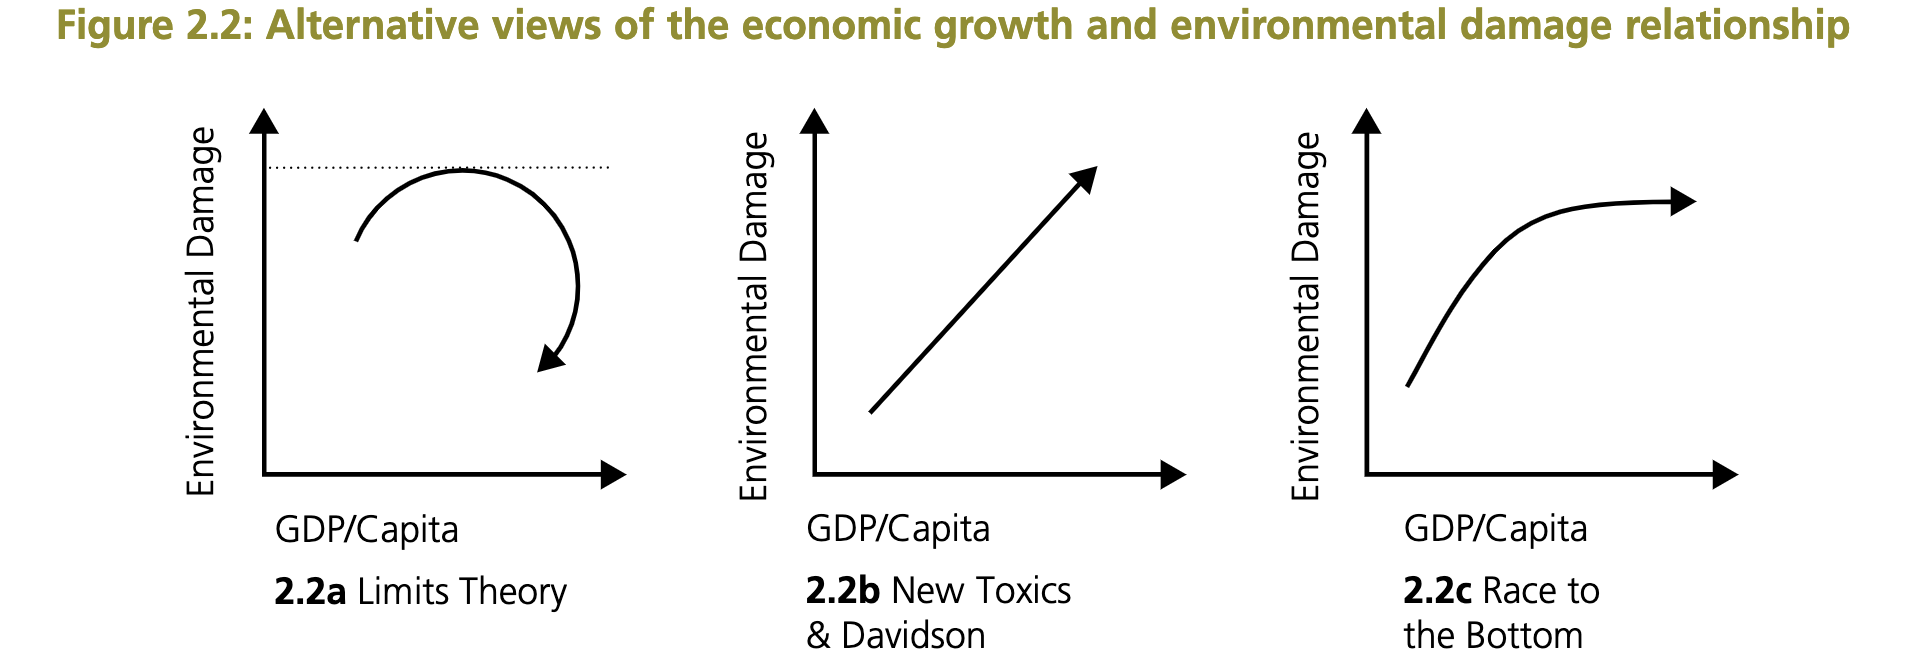 Figure 2.2: Alternative views of the economic growth and environmental damage relationship
Environmental Damage
GDP/Capita
2.2a Limits Theory
Environmental Damage
GDP/Capita
2.2b New Toxics
& Davidson
Environmental Damage
GDP/Capita
2.2c Race to
the Bottom